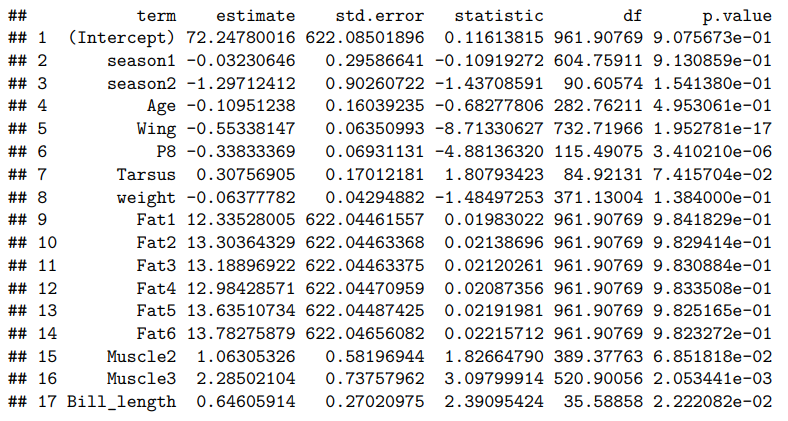 ## term estimate std.error statistic df p.value
## 1 (Intercept) 72.24780016 622.08501896 0.11613815 961.90769 9.075673e-01
## 2 season1 -0.03230646 0.29586641 -0.10919272 604.75911 9.130859e-01
## 3 season2 -1.29712412 0.90260722 -1.43708591 90.60574 1.541380e-01
## 4 Age -0.10951238 0.16039235 -0.68277806 282.76211 4.953061e-01
## 5 Wing -0.55338147 0.06350993 -8.71330627 732.71966 1.952781e-17
## 6 P8 -0.33833369 0.06931131 -4.88136320 115.49075 3.410210e-06
## 7 Tarsus 0.30756905 0.17012181 1.80793423 84.92131 7.415704e-02
## 8 weight -0.06377782 0.04294882 -1.48497253 371.13004 1.384000e-01
## 9 Fat1 12.33528005 622.04461557 0.01983022 961.90769 9.841829e-01
## 10 Fat2 13.30364329 622.04463368 0.02138696 961.90769 9.829414e-01
## 11 Fat3 13.18896922 622.04463375 0.02120261 961.90769 9.830884e-01
## 12 Fat4 12.98428571 622.04470959 0.02087356 961.90769 9.833508e-01
## 13 Fat5 13.63510734 622.04487425 0.02191981 961.90769 9.825165e-01
## 14 Fat6 13.78275879 622.04656082 0.02215712 961.90769 9.823272e-01
## 15 Muscle2 1.06305326 0.58196944 1.82664790 389.37763 6.851818e-02
## 16 Muscle3 2.28502104 0.73757962 3.09799914 520.90056 2.053441e-03
## 17 Bill_length 0.64605914 0.27020975 2.39095424 35.58858 2.222082e-02